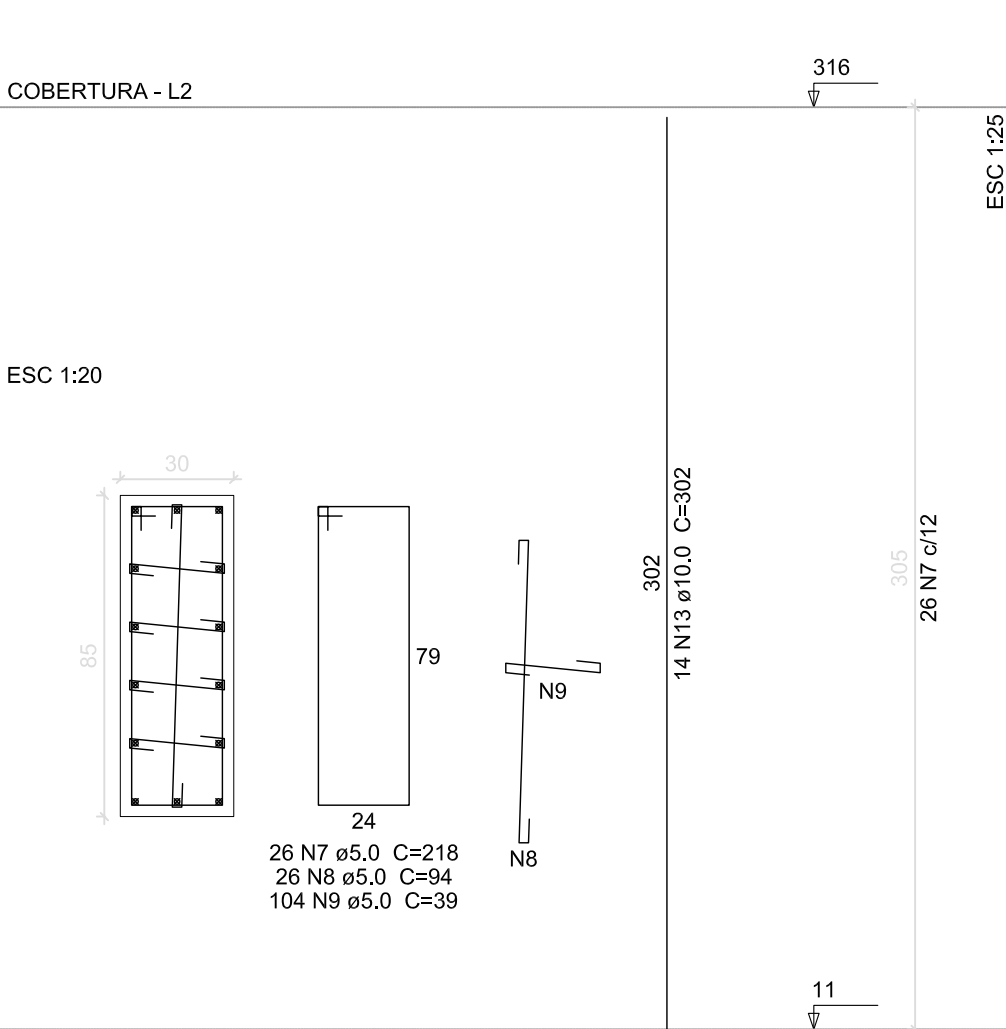 316
COBERTURA - L2
ESC 1:25
ESC 1:20
30
85
79
24
26 N7 ø5.0 C=218
26 N8 ø5.0 C=94
104 N9 ø5.0 C=39
N9
N8
302
14 N13 ø10.0 C=302
305
26 N7 c/12
11